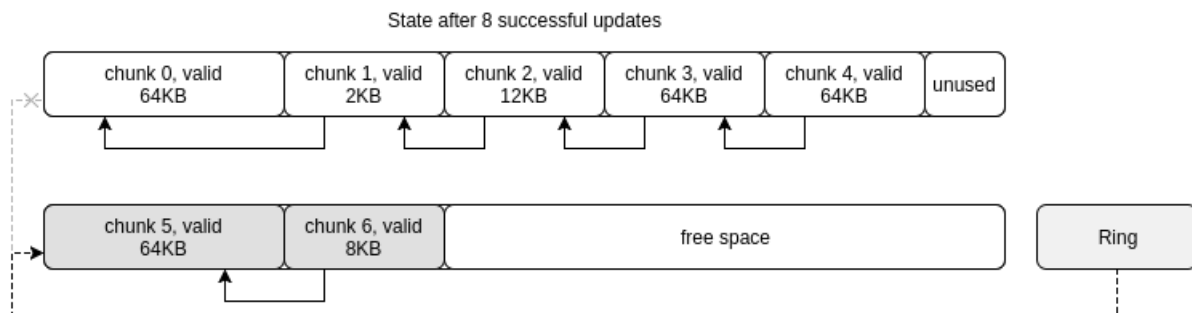 State after 8 successful updates
chunk 0, valid
64KB
chunk 1, valid
2KB
chunk 2, valid
12KB
chunk 3, valid
64KB
chunk 4, valid
64KB
unused
chunk 5, valid
64KB
chunk 6, valid
8KB
free space
Ring